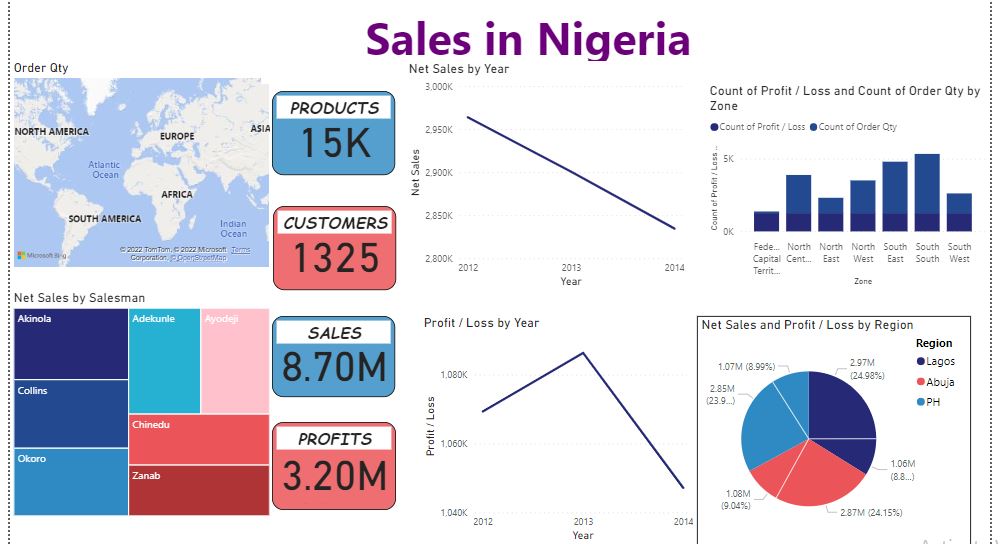 Sales in Nigeria
Order Qty
NORTH AMERICA
EUROPE
ASIA
Atlantic
Ocean
AFRICA
SOUTH AMERICA
Indian
Ocean
Microsoft Bing
© 2022 TomTom, © 2022 Microsoft Terms
Corporation, © OpenStreetMap
PRODUCTS
15K
CUSTOMERS
1325
Net Sales by Year
3,000K
2,950K
2,900K
2,850K
2,800K
Net Sales
2012
2013
2014
Year
Count of Profit / Loss and Count of Order Qty by
Zone
Count of Profit / Loss
Count of Order Qty
Count of Profit / Loss ...
5K
0K
Fede...
Capital
Territ...
North
Cent...
North
East
North
West
South
East
South
South
South
West
Zone
Net Sales by Salesman
Akinola
Adekunle
Ayodeji
Collins
Chinedu
Okoro
Zanab
SALES
8.70M
PROFITS
3.20M
Profit / Loss by Year
1,080K
1,060K
1,040K
Profit / Loss
2012
2013
2014
Year
Net Sales and Profit / Loss by Region
Region
Lagos
Abuja
PH
1.07M (8.99%)
2.97M
(24.98%)
2.85M
(23.9...)
1.06M
(8.8...)
1.08M
(9.04%)
2.87M (24.15%)